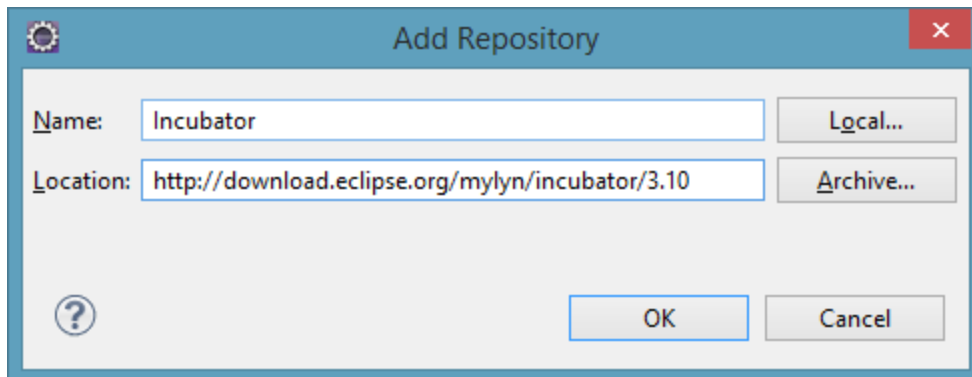 Add Repository
Name: Incubator Local...
Location: http://download.eclipse.org/mylyn/incubator/3.10 Archive...
? OK Cancel